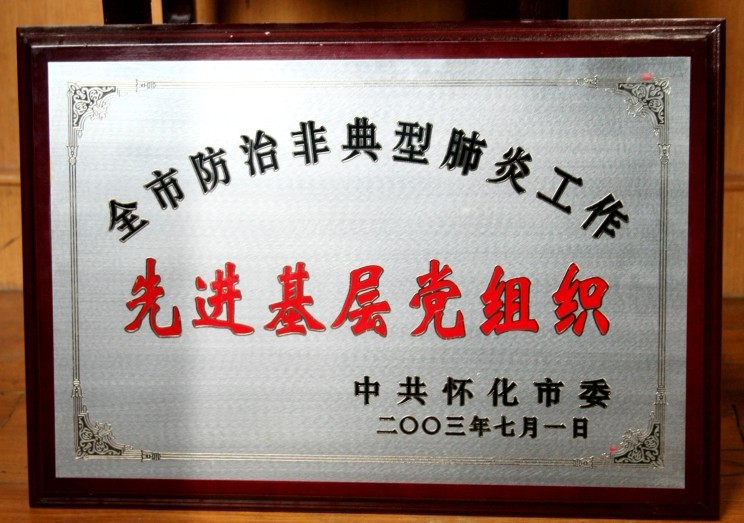 全市防治非典型肺炎工作
先进基层党组织
中共怀化市委
二〇〇三年七月一日